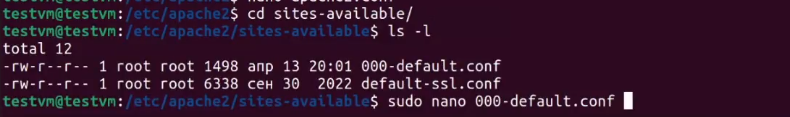 testvm@testvm:/etc/apache2$ cd sites-available/
testvm@testvm:/etc/apache2/sites-available$ ls -l
total 12
-rw-r--r-- 1 root root 1498 апр 13 20:01 000-default.conf
-rw-r--r-- 1 root root 6338 сен 30  2022 default-ssl.conf
testvm@testvm:/etc/apache2/sites-available$ sudo nano 000-default.conf